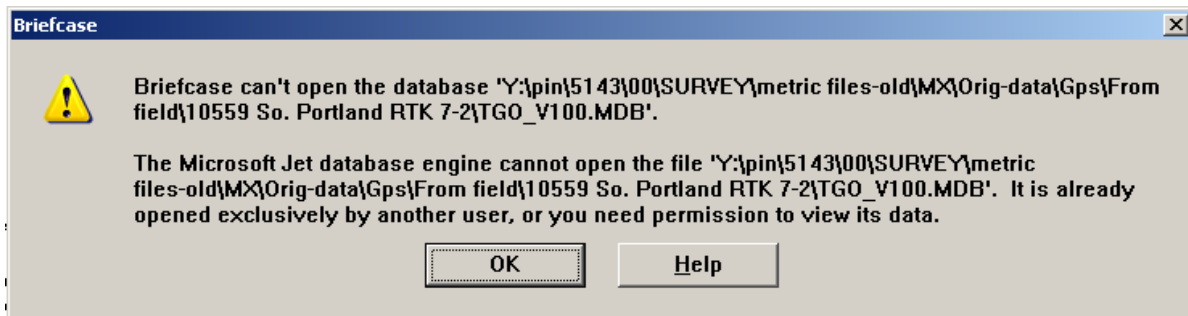 Briefcase
Briefcase can't open the database 'Y:\pin\5143\00\SURVEY\metric files-old\MX\Orig-data\Gps\From
field\10559 So. Portland RTK 7-2\TGO_V100.MDB'.
The Microsoft Jet database engine cannot open the file 'Y:\pin\5143\00\SURVEY\metric
files-old\MX\Orig-data\Gps\From field\10559 So. Portland RTK 7-2\TGO_V100.MDB'.  It is already
opened exclusively by another user, or you need permission to view its data.
OK
Help